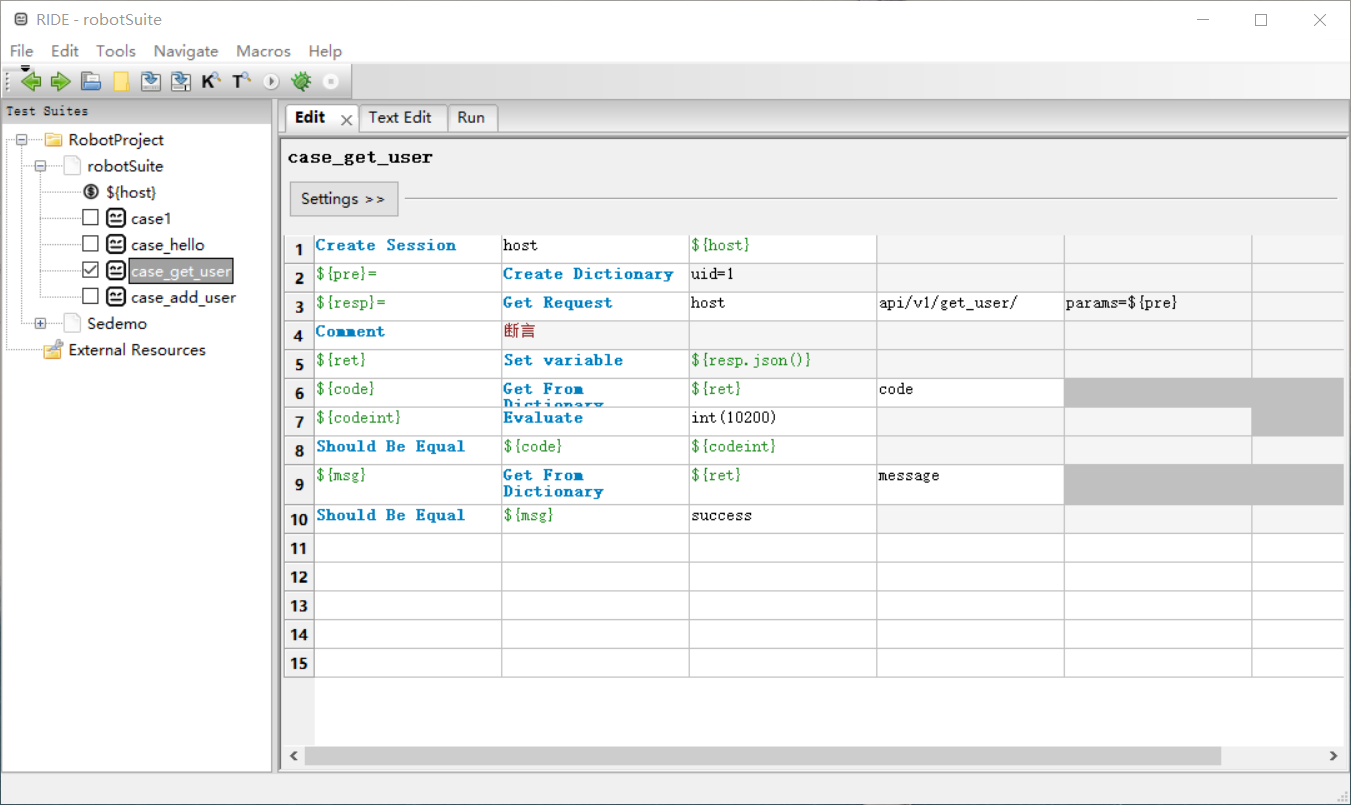 RIDE - robotSuite
File Edit Tools Navigate Macros Help
K T
Test Suites
RobotProject
robotSuite
${host}
case1
case_hello
case_get_user
case_add_user
Sedemo
External Resources
Edit Text Edit Run
case_get_user
Settings >>
1 Create Session host ${host}
2 ${pre}= Create Dictionary uid=1
3 ${resp}= Get Request host api/v1/get_user/ params=${pre}
4 Comment 断言
5 ${ret} Set variable ${resp.json()}
6 ${code} Get From Dictionary ${ret} code
7 ${codeint} Evaluate int(10200)
8 Should Be Equal ${code} ${codeint}
9 ${msg} Get From Dictionary ${ret} message
10 Should Be Equal ${msg} success
11
12
13
14
15